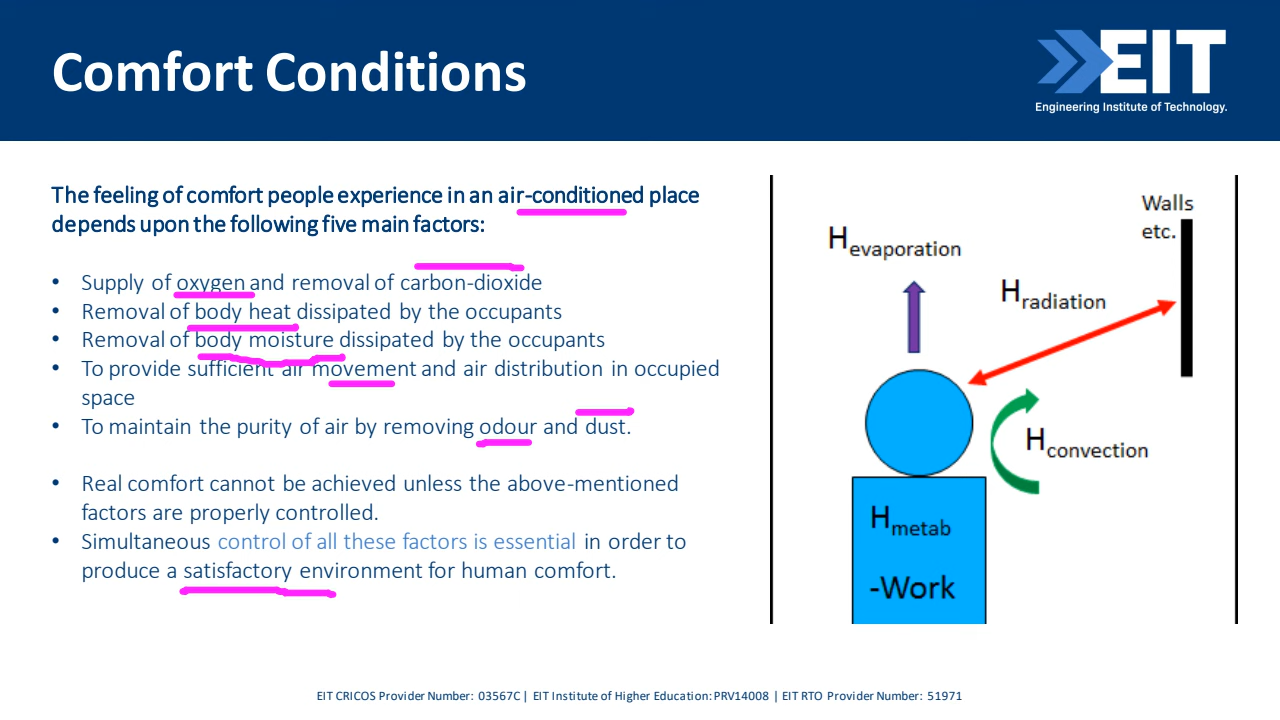 Comfort Conditions
EIT
Engineering Institute of Technology.
The feeling of comfort people experience in an air-conditioned place
depends upon the following five main factors:
• Supply of oxygen and removal of carbon-dioxide
• Removal of body heat dissipated by the occupants
• Removal of body moisture dissipated by the occupants
• To provide sufficient air movement and air distribution in occupied
space
• To maintain the purity of air by removing odour and dust.
• Real comfort cannot be achieved unless the above-mentioned
factors are properly controlled.
• Simultaneous control of all these factors is essential in order to
produce a satisfactory environment for human comfort.
Walls
etc.
Hevaporation
Hradiation
Hconvection
Hmetab
-Work
EIT CRICOS Provider Number: 03567C | EIT Institute of Higher Education: PRV14008 | EIT RTO Provider Number: 51971